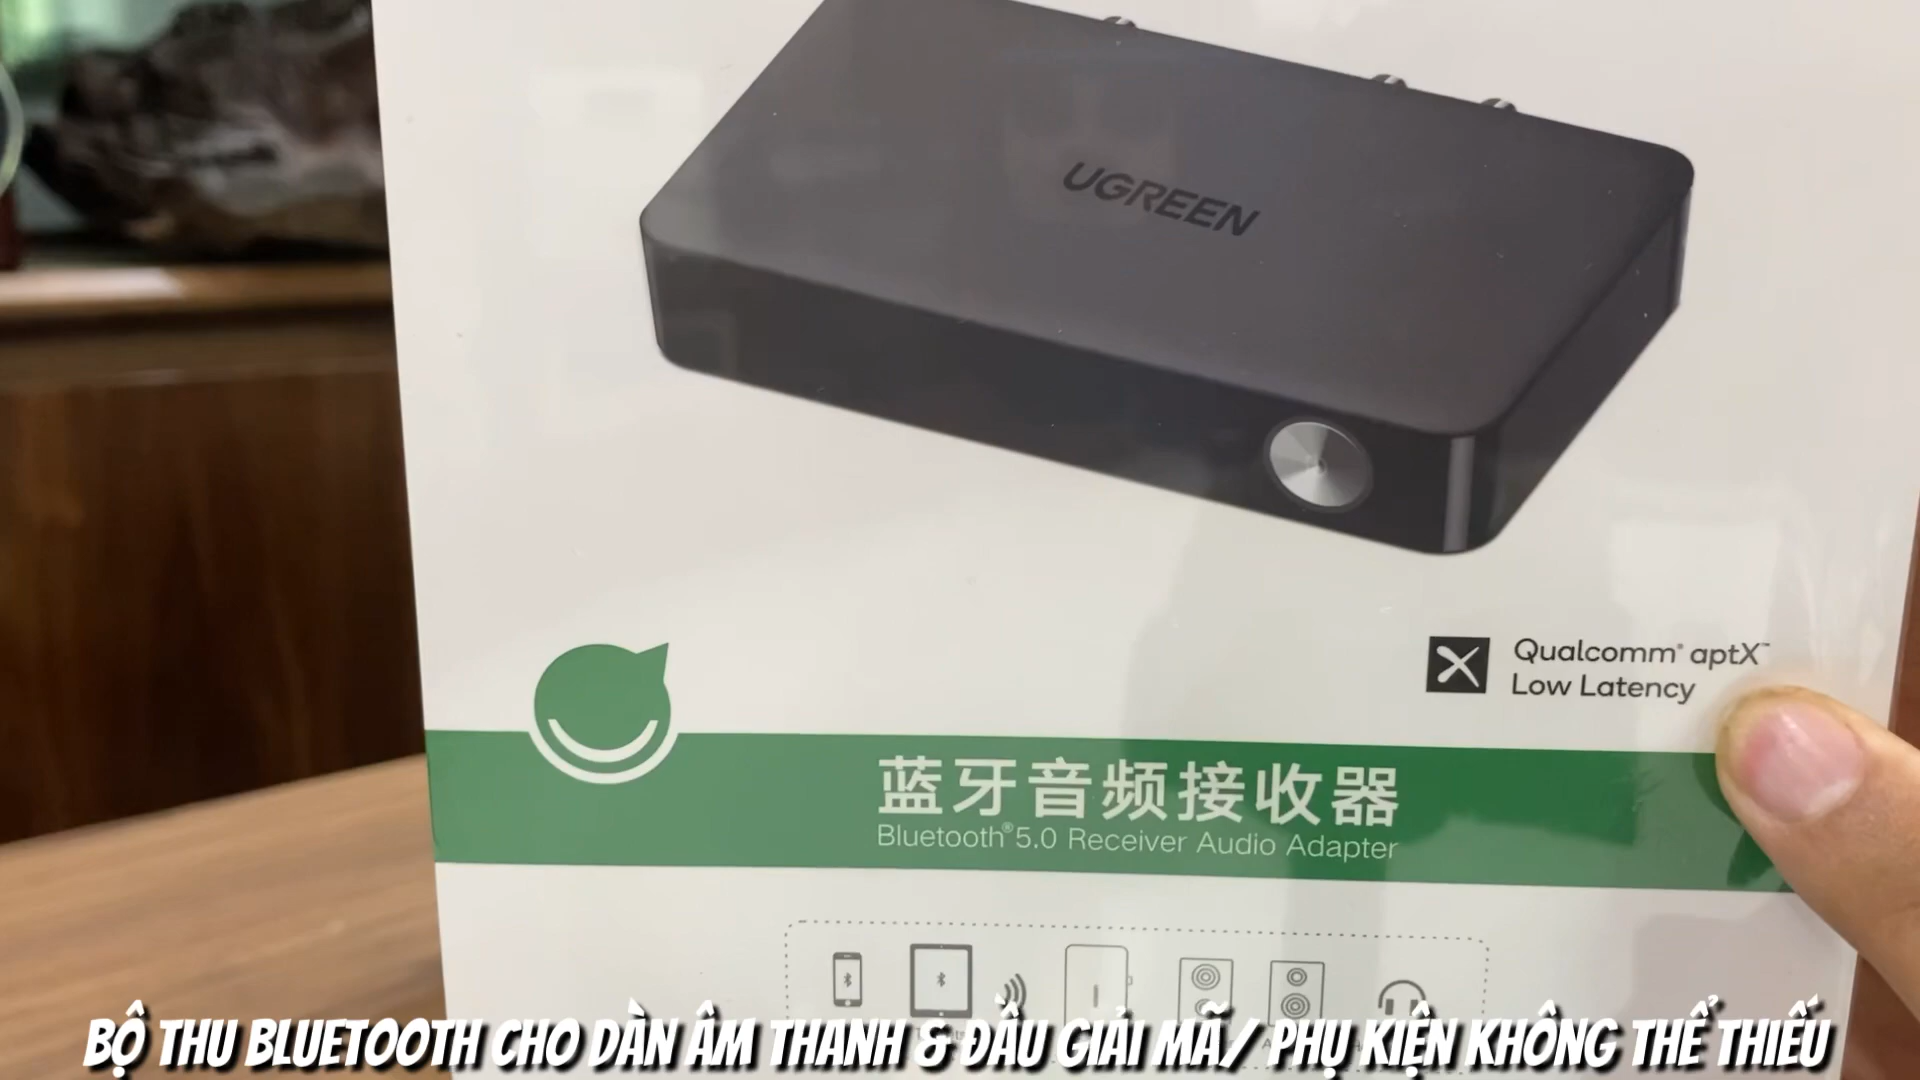 UGREEN
Qualcomm® aptX™
Low Latency
蓝牙音频接收器
Bluetooth® 5.0 Receiver Audio Adapter
BỘ THU BLUETOOTH CHO DÀN ÂM THANH & ĐẦU GIẢI MÃ/ PHỤ KIỆN KHÔNG THỂ THIẾU